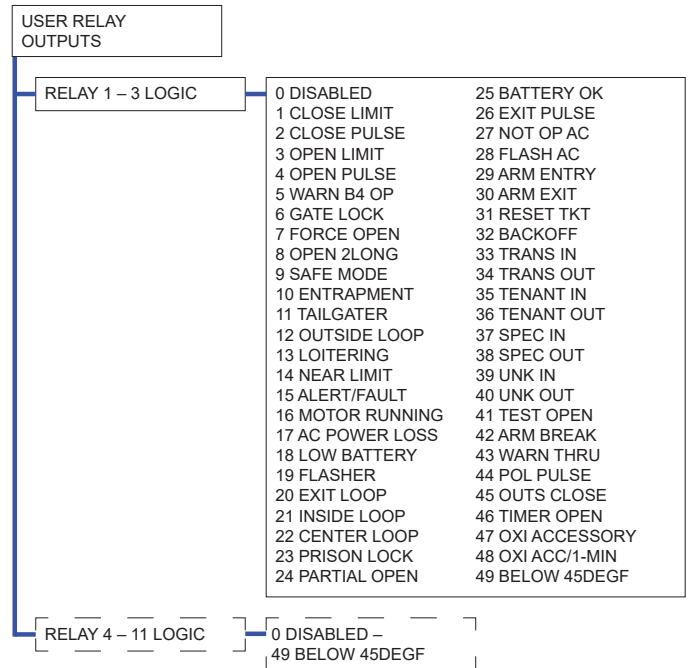 USER RELAY
OUTPUTS
RELAY 1 – 3 LOGIC
0 DISABLED
1 CLOSE LIMIT
2 CLOSE PULSE
3 OPEN LIMIT
4 OPEN PULSE
5 WARN B4 OP
6 GATE LOCK
7 FORCE OPEN
8 OPEN 2LONG
9 SAFE MODE
10 ENTRAPMENT
11 TAILGATER
12 OUTSIDE LOOP
13 LOITERING
14 NEAR LIMIT
15 ALERT/FAULT
16 MOTOR RUNNING
17 AC POWER LOSS
18 LOW BATTERY
19 FLASHER
20 EXIT LOOP
21 INSIDE LOOP
22 CENTER LOOP
23 PRISON LOCK
24 PARTIAL OPEN
25 BATTERY OK
26 EXIT PULSE
27 NOT OP AC
28 FLASH AC
29 ARM ENTRY
30 ARM EXIT
31 RESET TKT
32 BACKOFF
33 TRANS IN
34 TRANS OUT
35 TENANT IN
36 TENANT OUT
37 SPEC IN
38 SPEC OUT
39 UNK IN
40 UNK OUT
41 TEST OPEN
42 ARM BREAK
43 WARN THRU
44 POL PULSE
45 OUTS CLOSE
46 TIMER OPEN
47 OXI ACCESSORY
48 OXI ACC/1-MIN
49 BELOW 45DEGF
RELAY 4 – 11 LOGIC
0 DISABLED –
49 BELOW 45DEGF